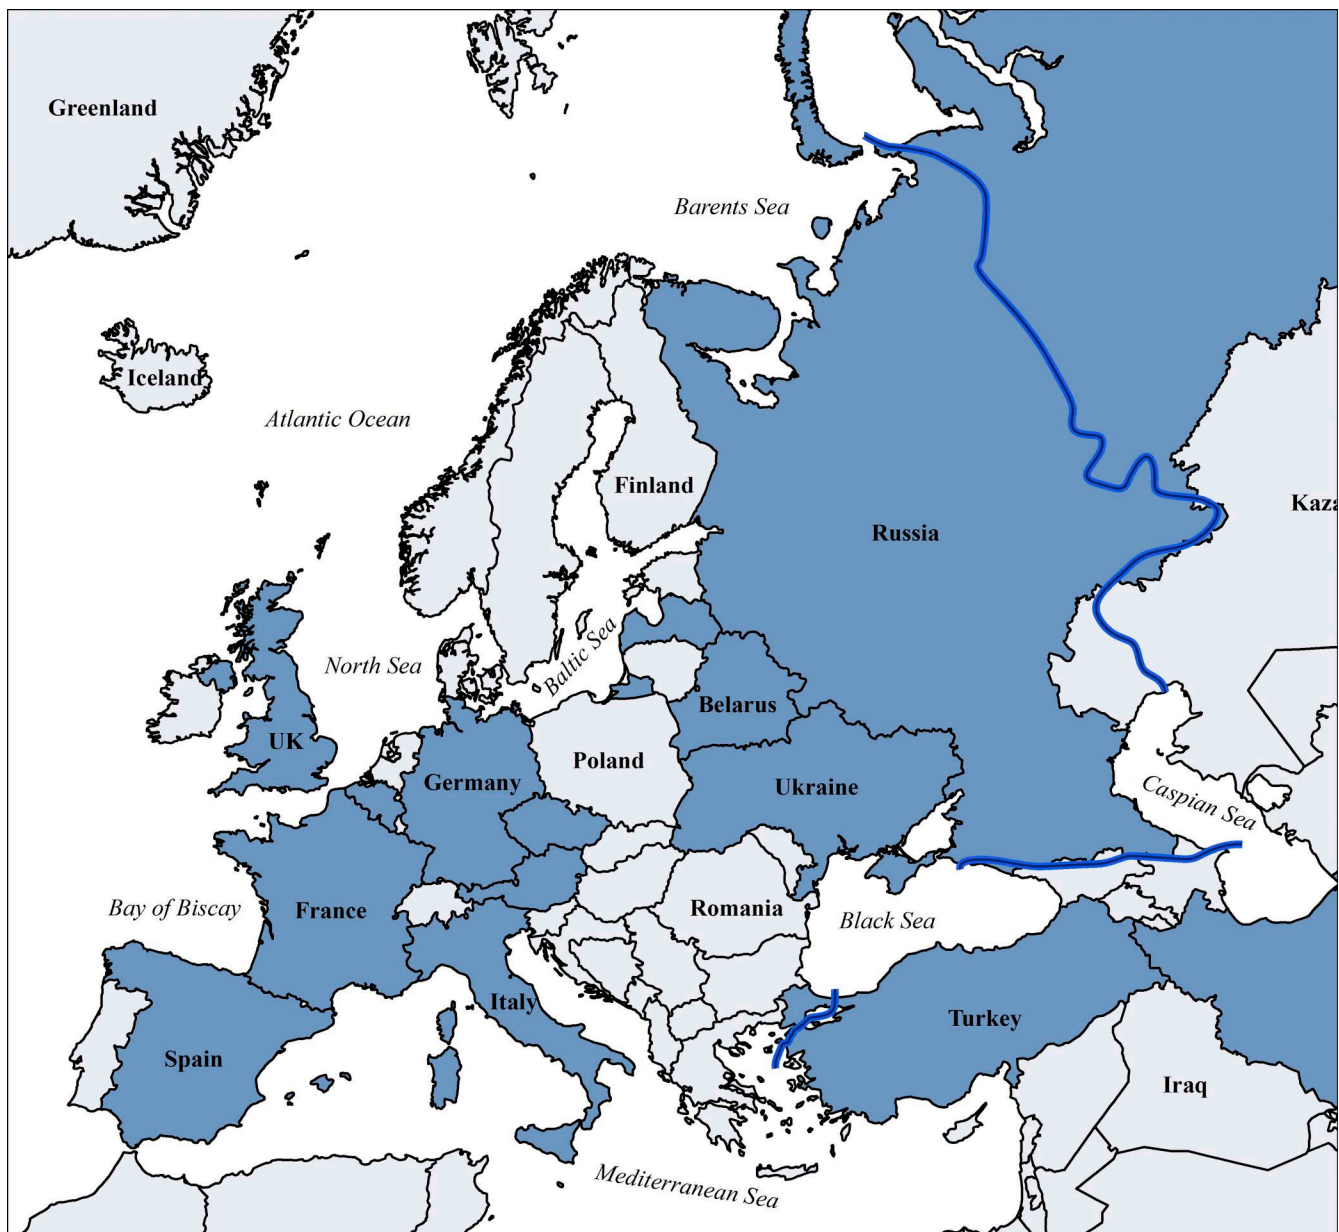 Greenland
Barents Sea
Iceland
Atlantic Ocean
Finland
Kaza
Russia
North Sea
Baltic Sea
Belarus
UK
Poland
Germany
Ukraine
Caspian Sea
Bay of Biscay
France
Romania
Black Sea
Italy
Turkey
Spain
Iraq
Mediterranean Sea